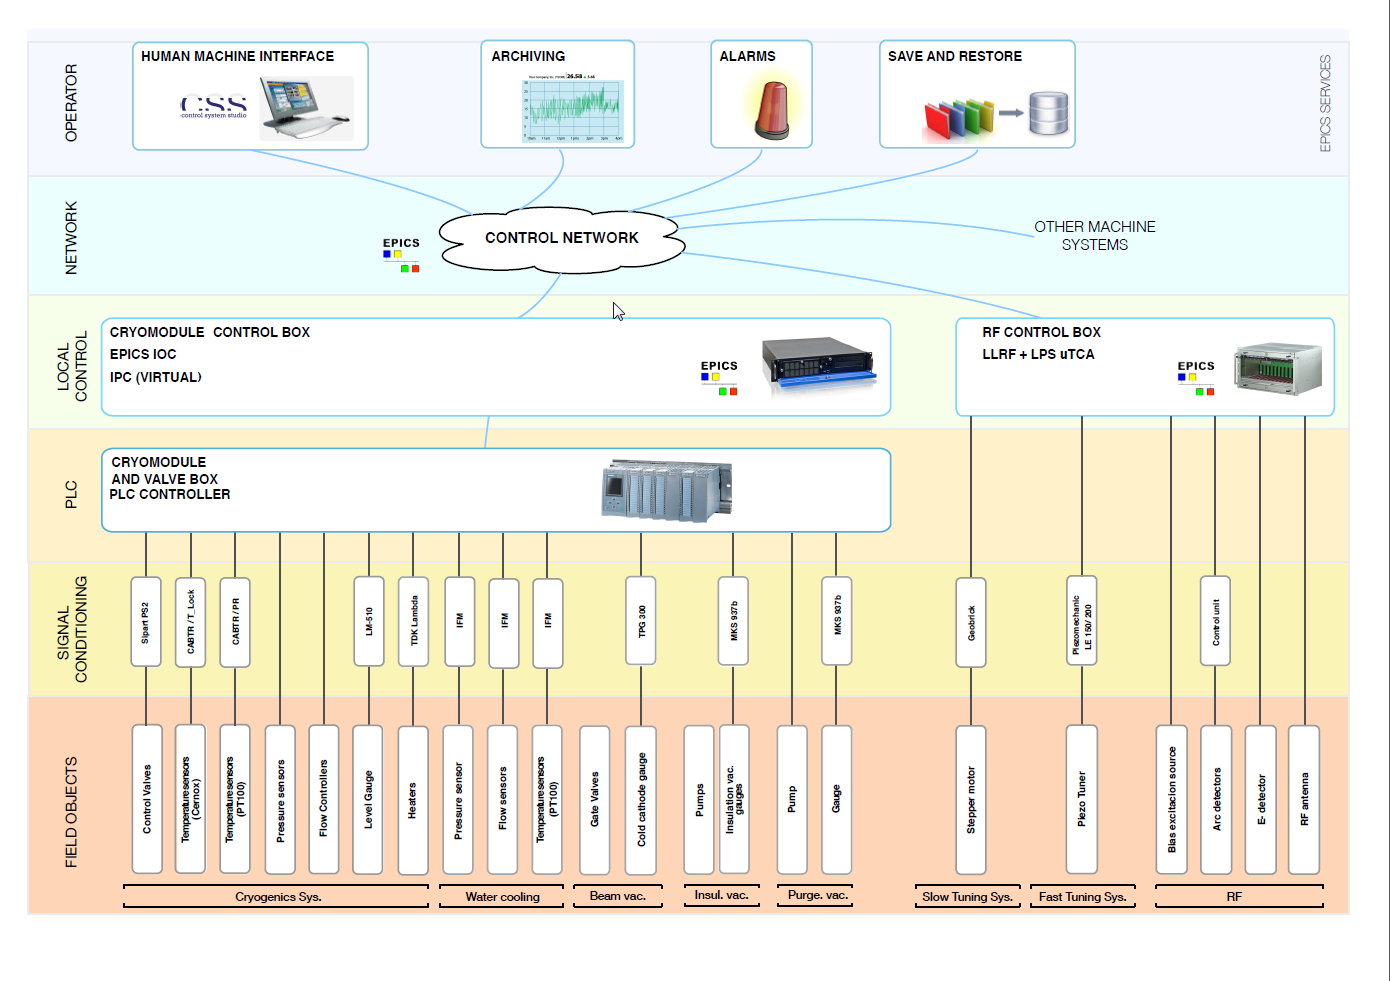 OPERATOR
HUMAN MACHINE INTERFACE
CSS
control system studio
ARCHIVING
26.58
ALARMS
SAVE AND RESTORE
EPICS SERVICES
NETWORK
EPICS
CONTROL NETWORK
OTHER MACHINE
SYSTEMS
LOCAL
CONTROL
CRYOMODULE CONTROL BOX
EPICS IOC
IPC (VIRTUAL)
EPICS
RF CONTROL BOX
LLRF + LPS uTCA
EPICS
PLC
CRYOMODULE
AND VALVE BOX
PLC CONTROLLER
SIGNAL
CONDITIONING
Sipart PS2
CABTR / T_Lock
CABTR / PR
LM-510
TDK Lambda
IFM
IFM
IFM
TPG 300
MKS 937b
MKS 937b
Geobrick
Piezomechanic
LE 150/ 200
Control unit
FIELD OBJECTS
Control Valves
Temperature sensors
(Cernox)
Temperature sensors
(PT100)
Pressure sensors
Flow Controllers
Level Gauge
Heaters
Pressure sensor
Flow sensors
Temperature sensors
(PT100)
Gate Valves
Cold cathode gauge
Pumps
Insulation vac.
gauges
Pump
Gauge
Stepper motor
Piezo Tuner
Bias excitacion source
Arc detectors
E- detector
RF antenna
Cryogenics Sys.
Water cooling
Beam vac.
Insul. vac.
Purge. vac.
Slow Tuning Sys.
Fast Tuning Sys.
RF